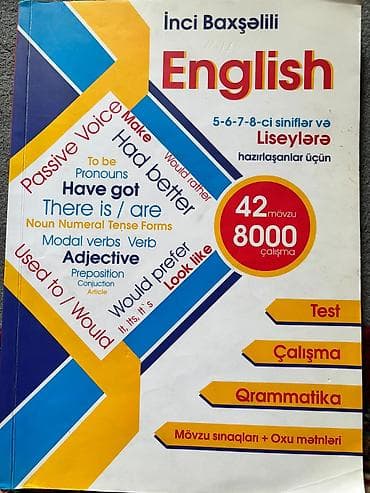 İnci Baxşəlili
English
5-6-7-8-ci siniflər və
Liseylərə
hazırlaşanlar üçün
Passive Voice
Make
Had better
Would rather
To be
Pronouns
Have got
There is / are
Noun Numeral Tense Forms
Modal verbs Verb
Adjective
Preposition
Conjuction
Article
Used to / Would
Would prefer
Look like
It, Its, it`s
42 mövzu
8000
çalışma
Test
Çalışma
Qrammatika
Mövzu sınaqları + Oxu mətnləri